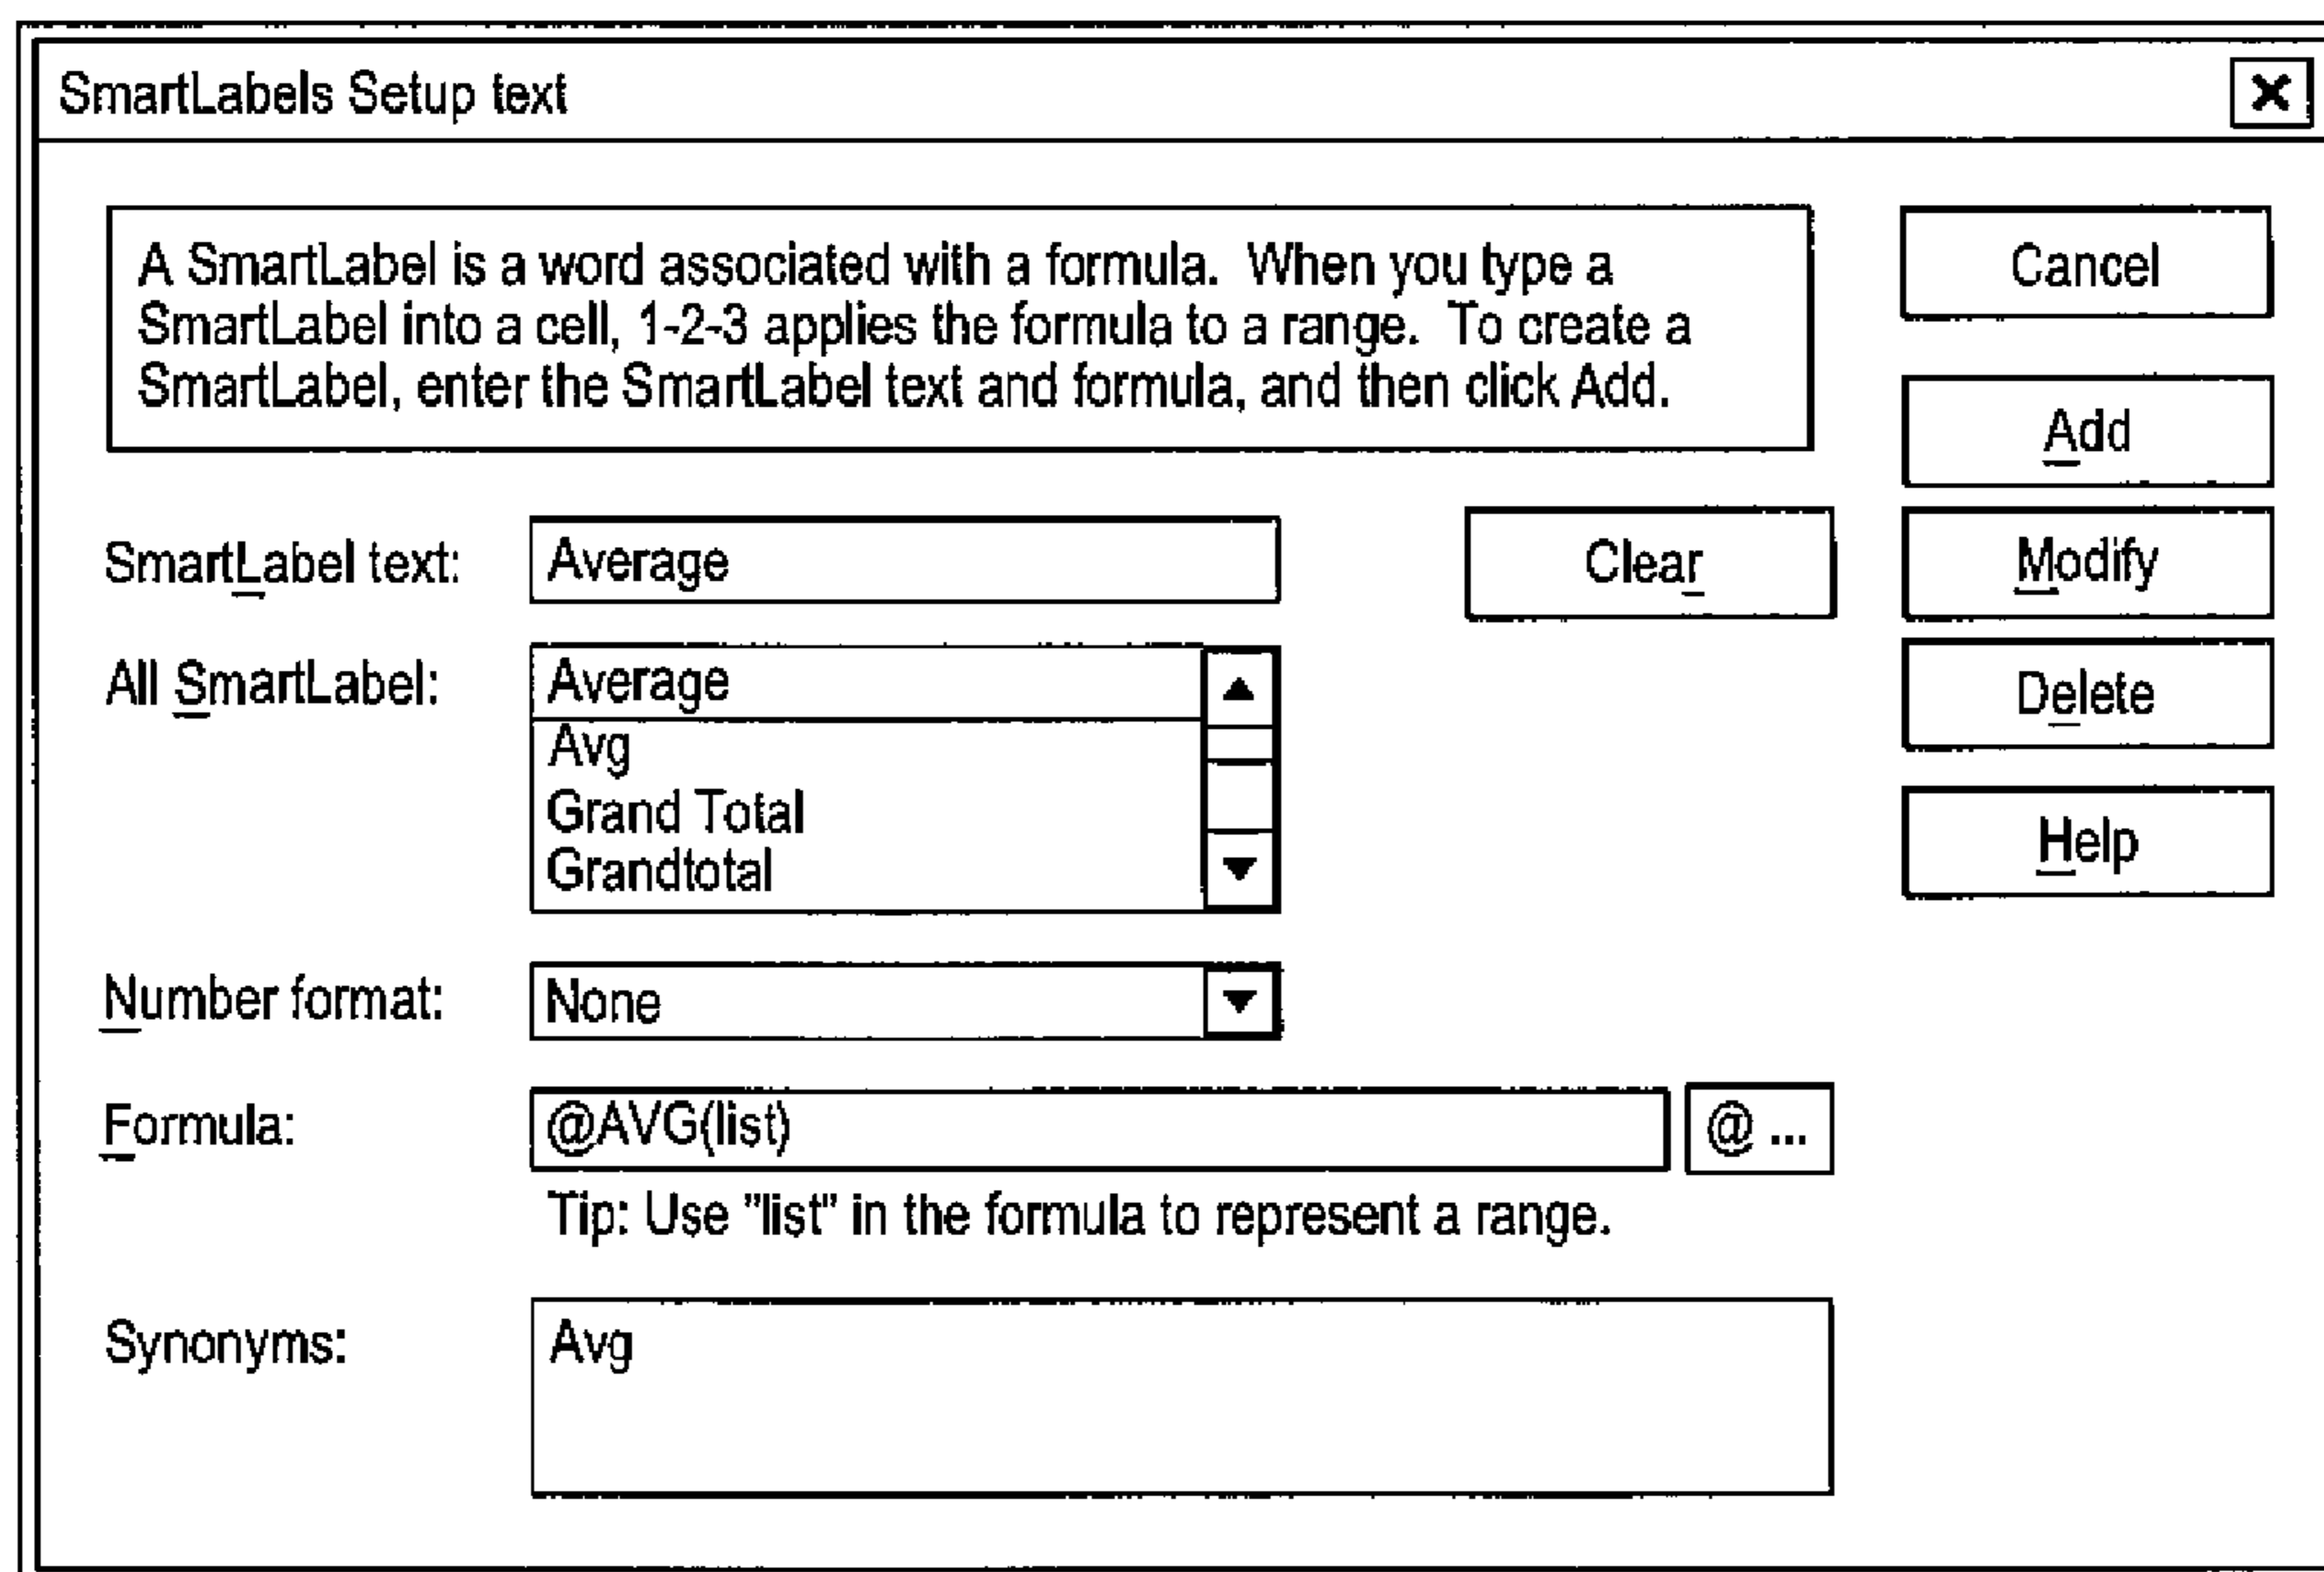 SmartLabels Setup text
A SmartLabel is a word associated with a formula. When you type a
SmartLabel into a cell, 1-2-3 applies the formula to a range. To create a
SmartLabel, enter the SmartLabel text and formula, and then click Add.
Cancel
Add
SmartLabel text:
Average
Clear
Modify
All SmartLabel:
Average
Avg
Grand Total
Grandtotal
Delete
Help
Number format:
None
Formula:
@AVG(list)
@ ...
Tip: Use "list" in the formula to represent a range.
Synonyms:
Avg